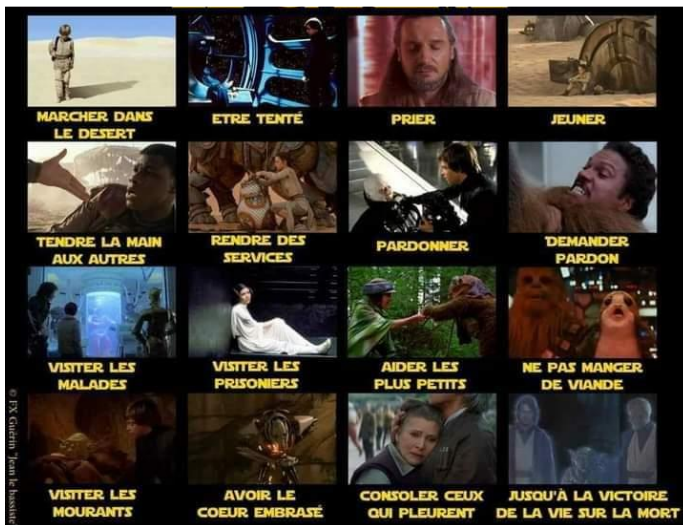 MARCHER DANS
LE DESERT
ETRE TENTÉ
PRIER
JEUNER
TENDRE LA MAIN
AUX AUTRES
RENDRE DES
SERVICES
PARDONNER
DEMANDER
PARDON
VISITER LES
MALADES
VISITER LES
PRISONIERS
AIDER LES
PLUS PETITS
NE PAS MANGER
DE VIANDE
VISITER LES
MOURANTS
AVOIR LE
COEUR EMBRASÉ
CONSOLER CEUX
QUI PLEURENT
JUSQU'À LA VICTOIRE
DE LA VIE SUR LA MORT
© FX Guérin "Jean le bassiste